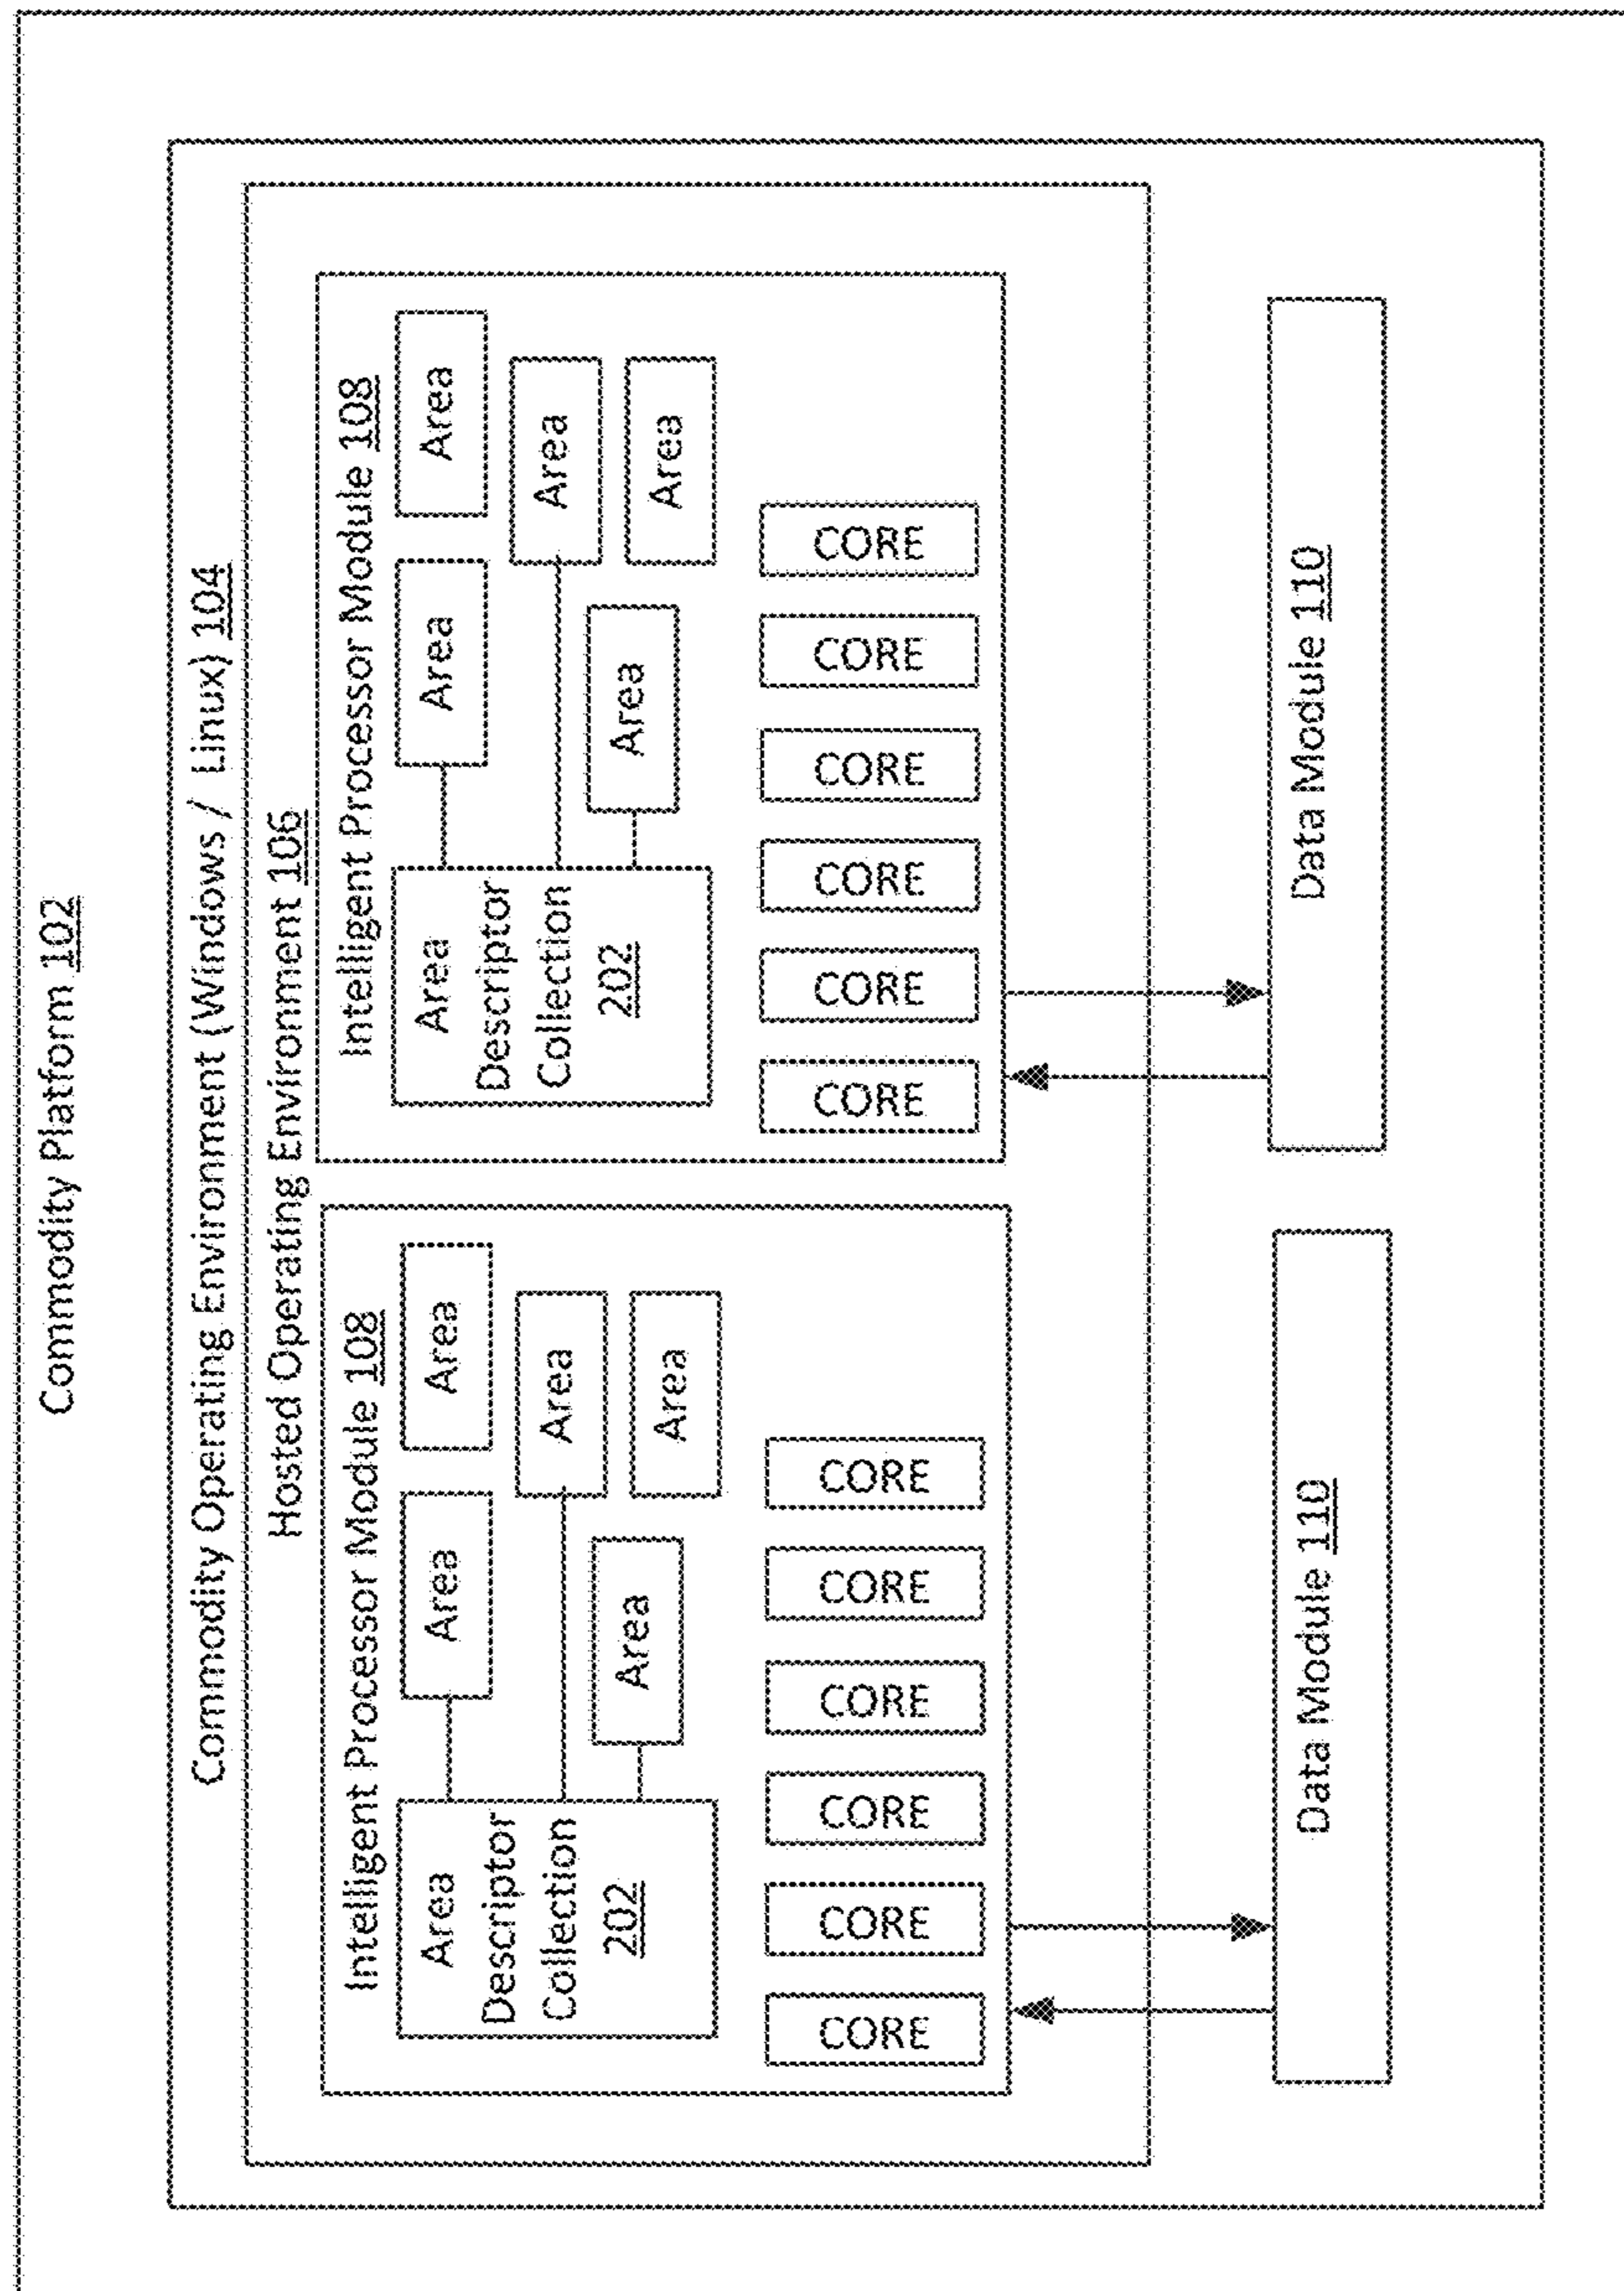 Commodity Platform 102
Commodity Operating Environment (Windows / Linux) 104
Hosted Operating Environment 106
Intelligent Processor Module 108
Area
Descriptor
Collection
202
Area
Area
Area
Area
Area
CORE
CORE
CORE
CORE
CORE
CORE
Intelligent Processor Module 108
Area
Descriptor
Collection
202
Area
Area
Area
Area
Area
CORE
CORE
CORE
CORE
CORE
CORE
Data Module 110
Data Module 110